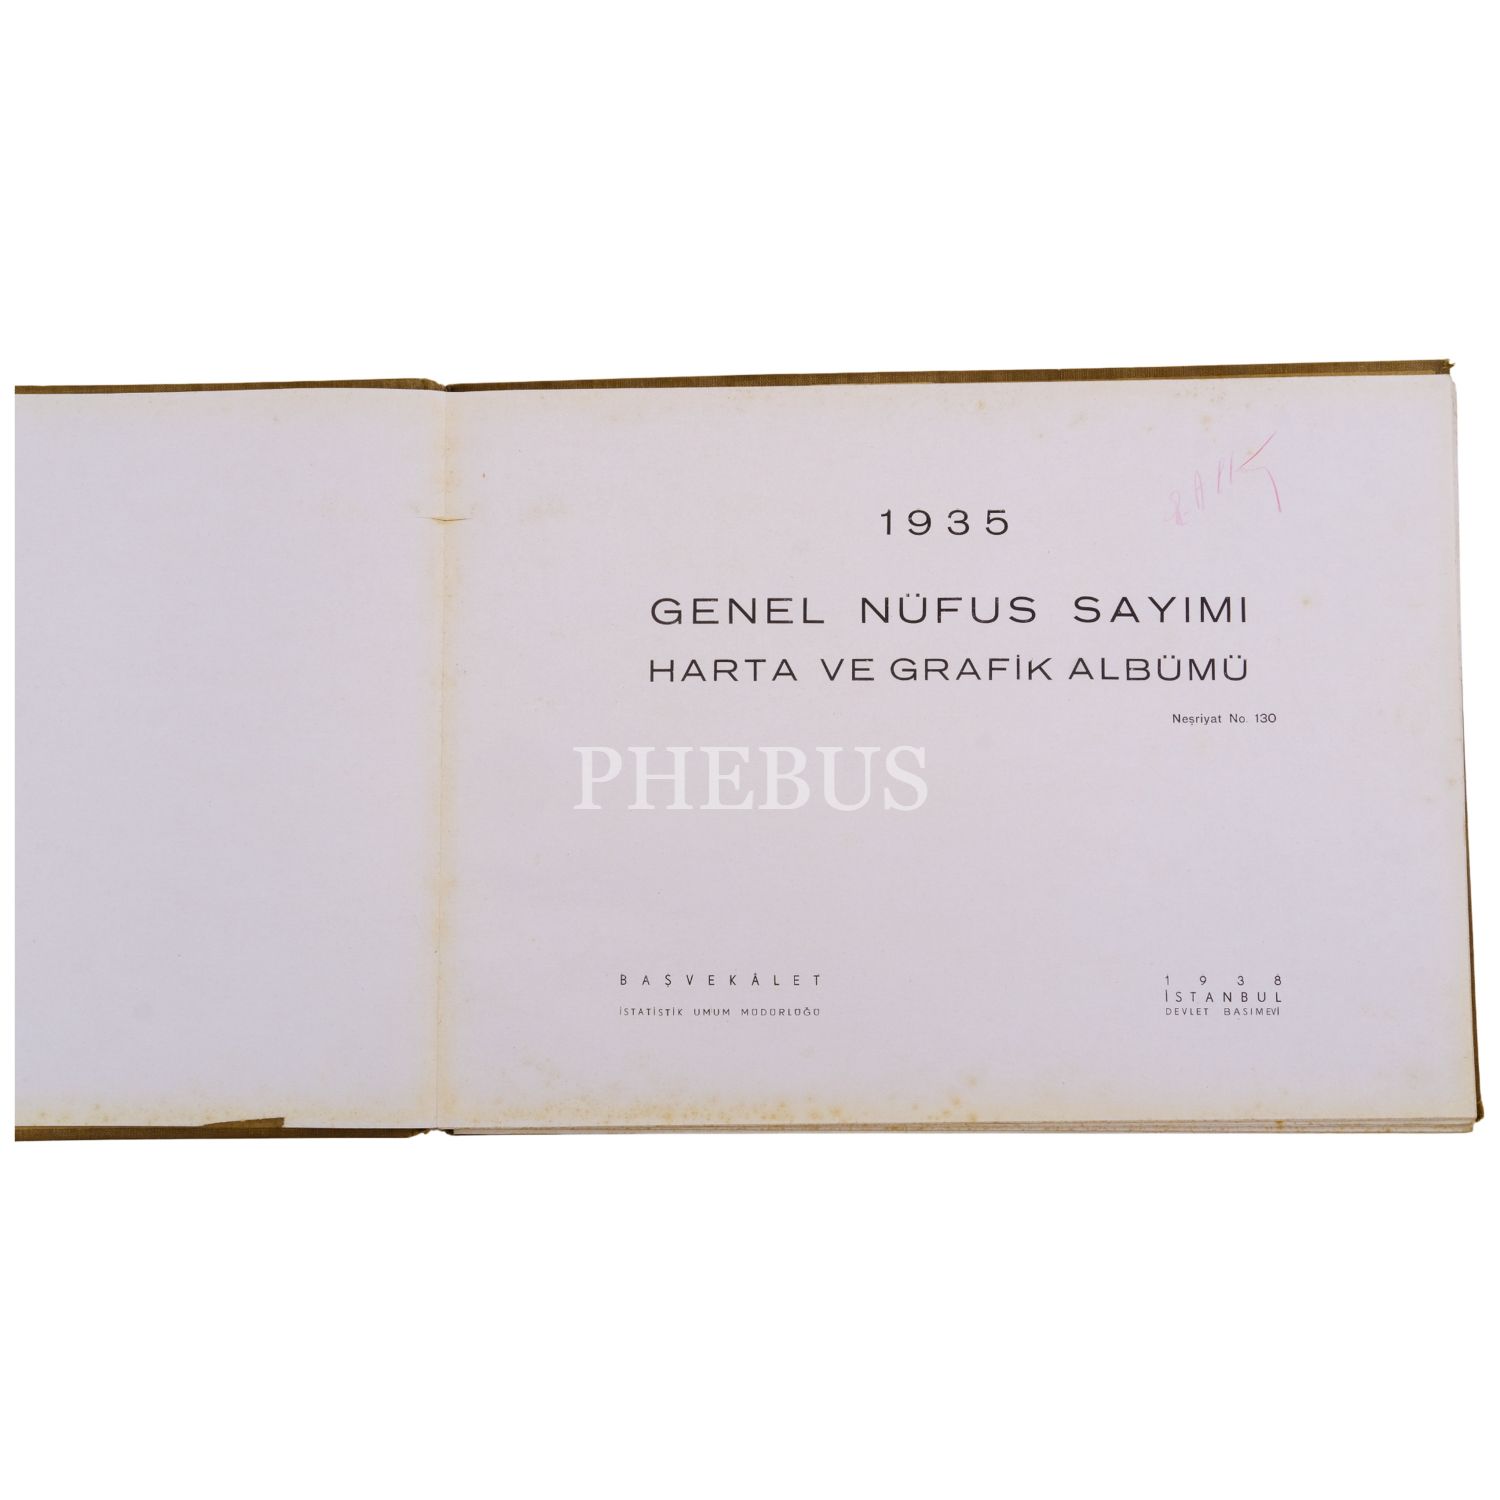 1935
GENEL NÜFUS SAYIMI
HARTA VE GRAFİK ALBÜMÜ
Neşriyat No. 130
PHEBUS
BAŞVEKÂLET
İSTATİSTİK UMUM MÜDÜRLÜĞÜ
1938
İSTANBUL
DEVLET BASIMEVİ